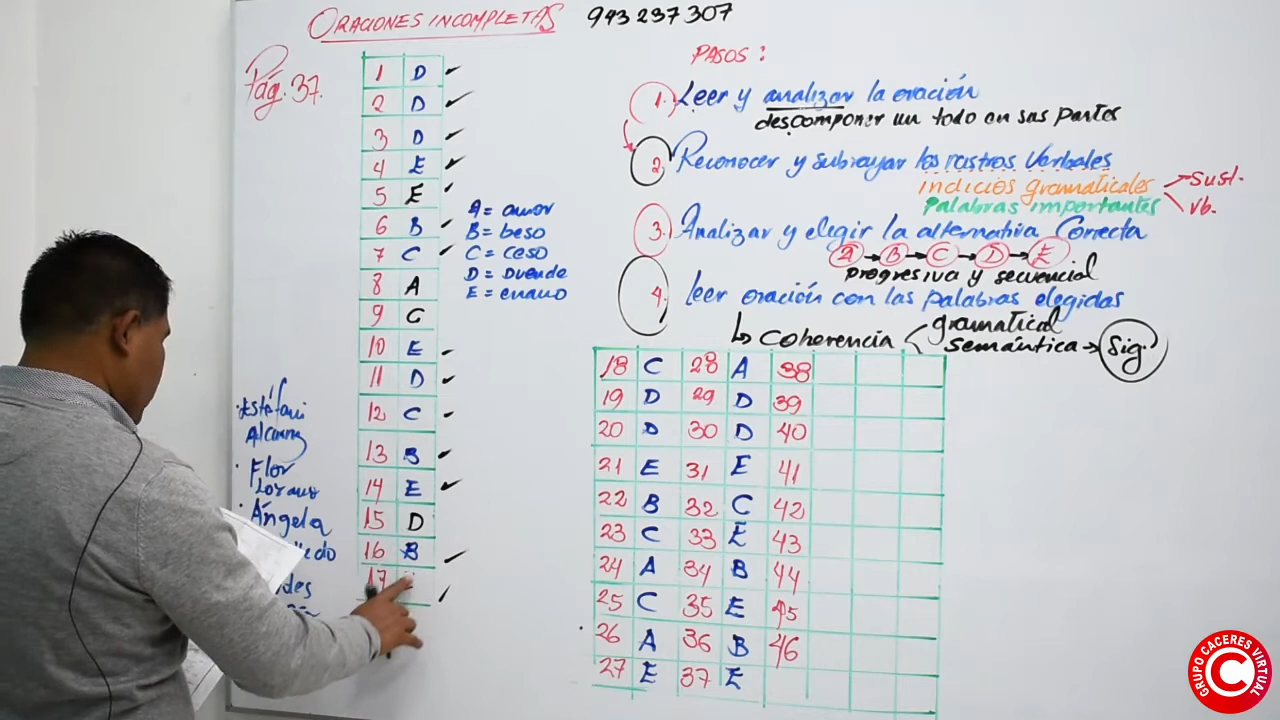 ORACIONES INCOMPLETAS 943 237 307
Pág. 37.
1 D
2 D
3 D
4 E
5 E
6 B
7 C
8 A
9 C
10 E
11 D
12 C
13 B
14 E
15 D
16 B
17
A = amor
B = beso
C = Ceso
D = Duende
E = enano
PASOS :
1. Leer y analizar la oración
descomponer un todo en sus partes
2. Reconocer y subrayar los rastros Verbales
indicios gramaticales Sust.
Palabras importantes Vb.
3. Analizar y elegir la alternativa Correcta
A B C D E
progresiva y secuencial
4. Leer oración con las palabras elegidas
Coherencia gramatical
semántica Sig.
18 C 28 A 38
19 D 29 D 39
20 D 30 D 40
21 E 31 E 41
22 B 32 C 42
23 C 33 E 43
24 A 34 B 44
25 C 35 E 45
26 A 36 B 46
27 E 37 E
Estéfani
Flor
Ángela
GRUPO CACERES VIRTUAL
C